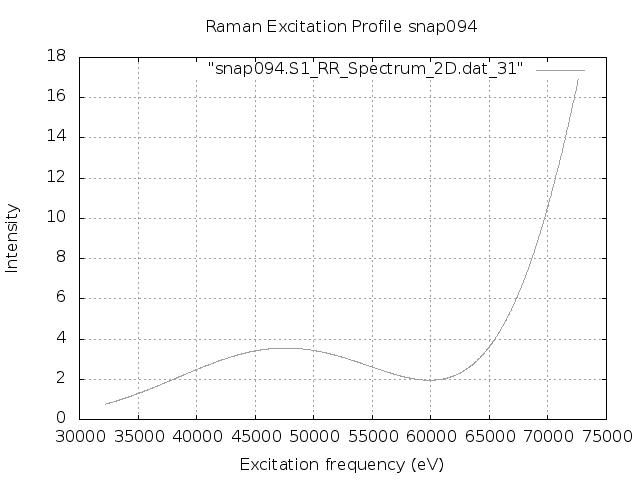 Raman Excitation Profile snap094
"snap094.S1_RR_Spectrum_2D.dat_31"
18
16
14
12
10
8
6
4
2
0
Intensity
30000 35000 40000 45000 50000 55000 60000 65000 70000 75000
Excitation frequency (eV)